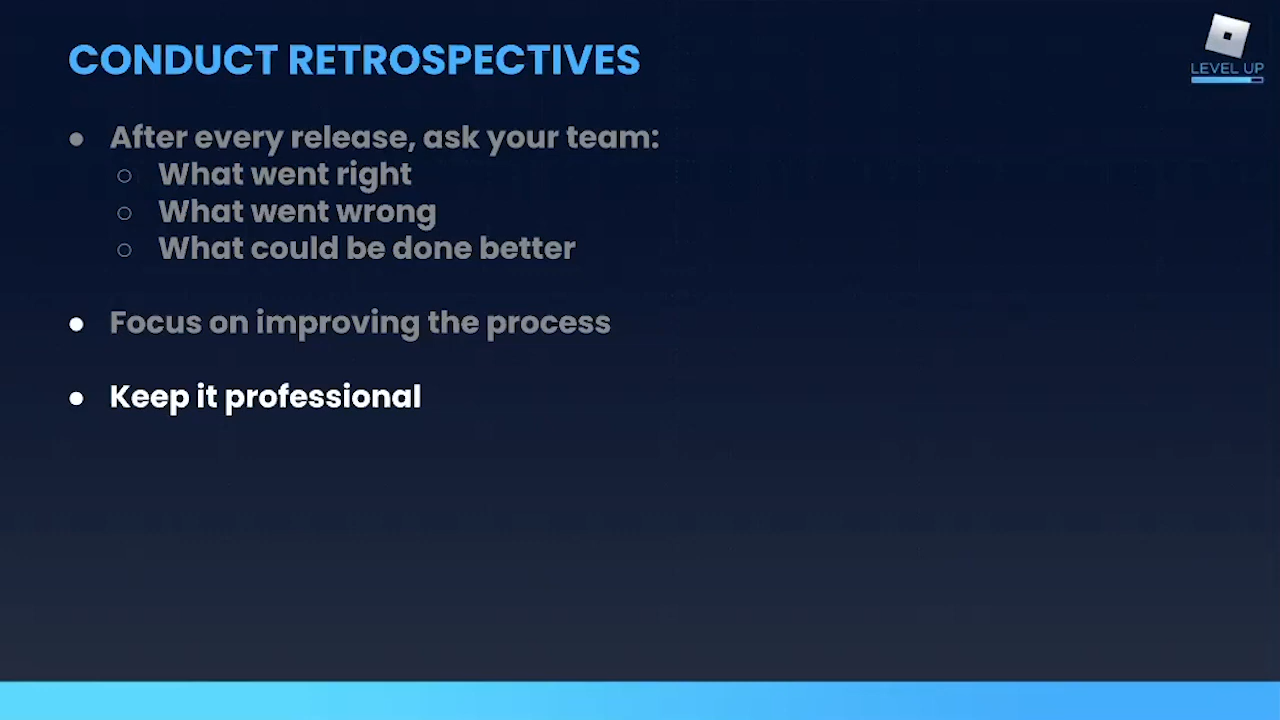 CONDUCT RETROSPECTIVES
LEVEL UP
● After every release, ask your team:
○ What went right
○ What went wrong
○ What could be done better
● Focus on improving the process
● Keep it professional